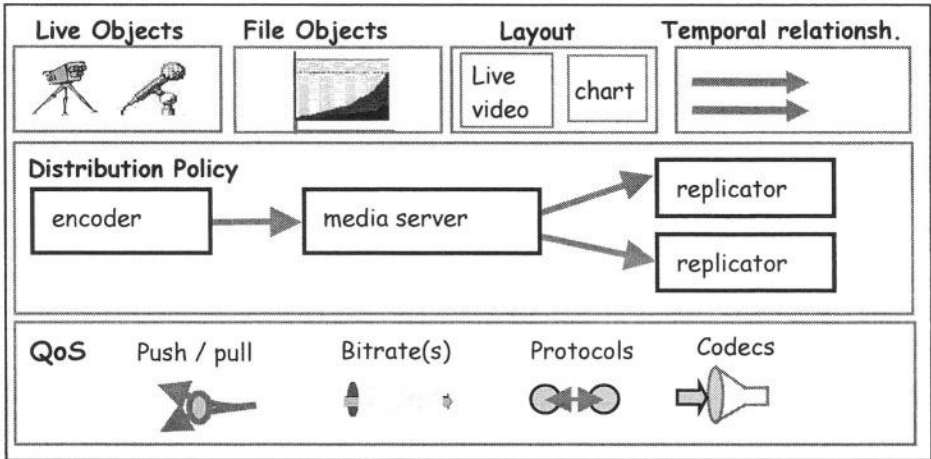 Live Objects
File Objects
Layout
Temporal relationsh.
Live
video
chart
Distribution Policy
encoder
media server
replicator
replicator
QoS
Push / pull
Bitrate(s)
Protocols
Codecs